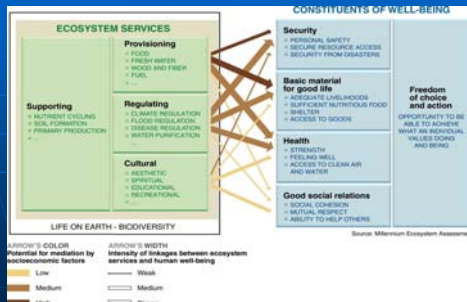 CONSTITUENTS OF WELL-BEING
ECOSYSTEM SERVICES
Provisioning
FOOD
FRESH WATER
WOOD AND FIBER
FUEL
...
Supporting
NUTRIENT CYCLING
SOIL FORMATION
PRIMARY PRODUCTION
...
Regulating
CLIMATE REGULATION
FLOOD REGULATION
DISEASE REGULATION
WATER PURIFICATION
...
Cultural
AESTHETIC
SPIRITUAL
EDUCATIONAL
RECREATIONAL
...
LIFE ON EARTH - BIODIVERSITY
Security
PERSONAL SAFETY
SECURE RESOURCE ACCESS
SECURITY FROM DISASTERS
Basic material
for good life
ADEQUATE LIVELIHOODS
SUFFICIENT NUTRITIOUS FOOD
SHELTER
ACCESS TO GOODS
Health
STRENGTH
FEELING WELL
ACCESS TO CLEAN AIR
AND WATER
Good social relations
SOCIAL COHESION
MUTUAL RESPECT
ABILITY TO HELP OTHERS
Freedom
of choice
and action
OPPORTUNITY TO BE
ABLE TO ACHIEVE
WHAT AN INDIVIDUAL
VALUES DOING
AND BEING
Source: Millennium Ecosystem Assessme
ARROW'S COLOR
Potential for mediation by
socioeconomic factors
Low
Medium
ARROW'S WIDTH
Intensity of linkages between ecosystem
services and human well-being
Weak
Medium